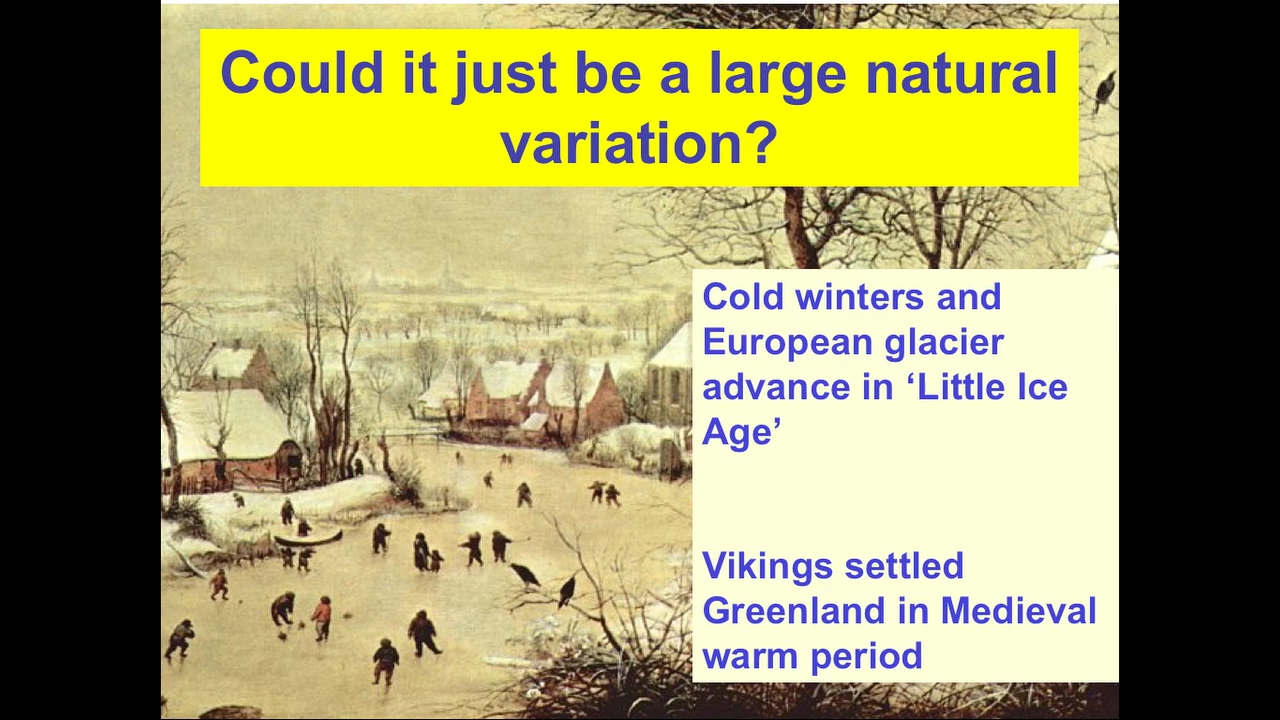 Could it just be a large natural
variation?
Cold winters and
European glacier
advance in ‘Little Ice
Age’
Vikings settled
Greenland in Medieval
warm period